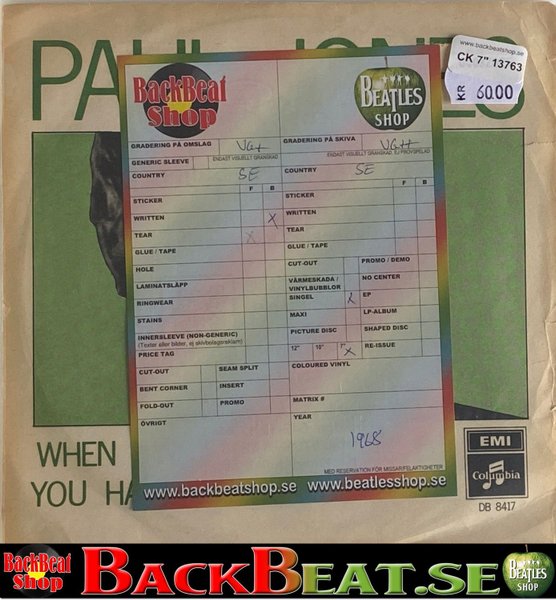 www.backbeatshop.se
CK 7" 13763
KR 60.00
BackBeat Shop
BEATLES SHOP
GRADERING PÅ OMSLAG VG+
GRADERING PÅ SKIVA
GENERIC SLEEVE
ENDAST VISUELLT GRANSKAD
ENDAST VISUELLT GRANSKAD, EJ PROVSPELAD
COUNTRY SE
COUNTRY SE
F B
F B
STICKER
STICKER
WRITTEN X
WRITTEN
TEAR X
TEAR
GLUE / TAPE
GLUE / TAPE
HOLE
CUT-OUT
PROMO / DEMO
LAMINATSLÄPP
VÄRMESKADA / VINYLBUBBLOR
NO CENTER
RINGWEAR
SINGEL X
EP
STAINS
MAXI
LP-ALBUM
INNERSLEEVE (NON-GENERIC)
(Texter eller bilder, ej skivbolagsreklam)
PICTURE DISC
SHAPED DISC
PRICE TAG
12" 10" 7" X
RE-ISSUE
CUT-OUT
SEAM SPLIT
COLOURED VINYL
BENT CORNER
INSERT
FOLD-OUT
PROMO
MATRIX #
ÖVRIGT
YEAR
1968
MED RESERVATION FÖR MISSAR/FELAKTIGHETER
www.backbeatshop.se www.beatlesshop.se
WHEN
YOU
EMI
Columbia
DB 8417
BackBeat Shop
BACKBEAT.SE
BEATLES SHOP